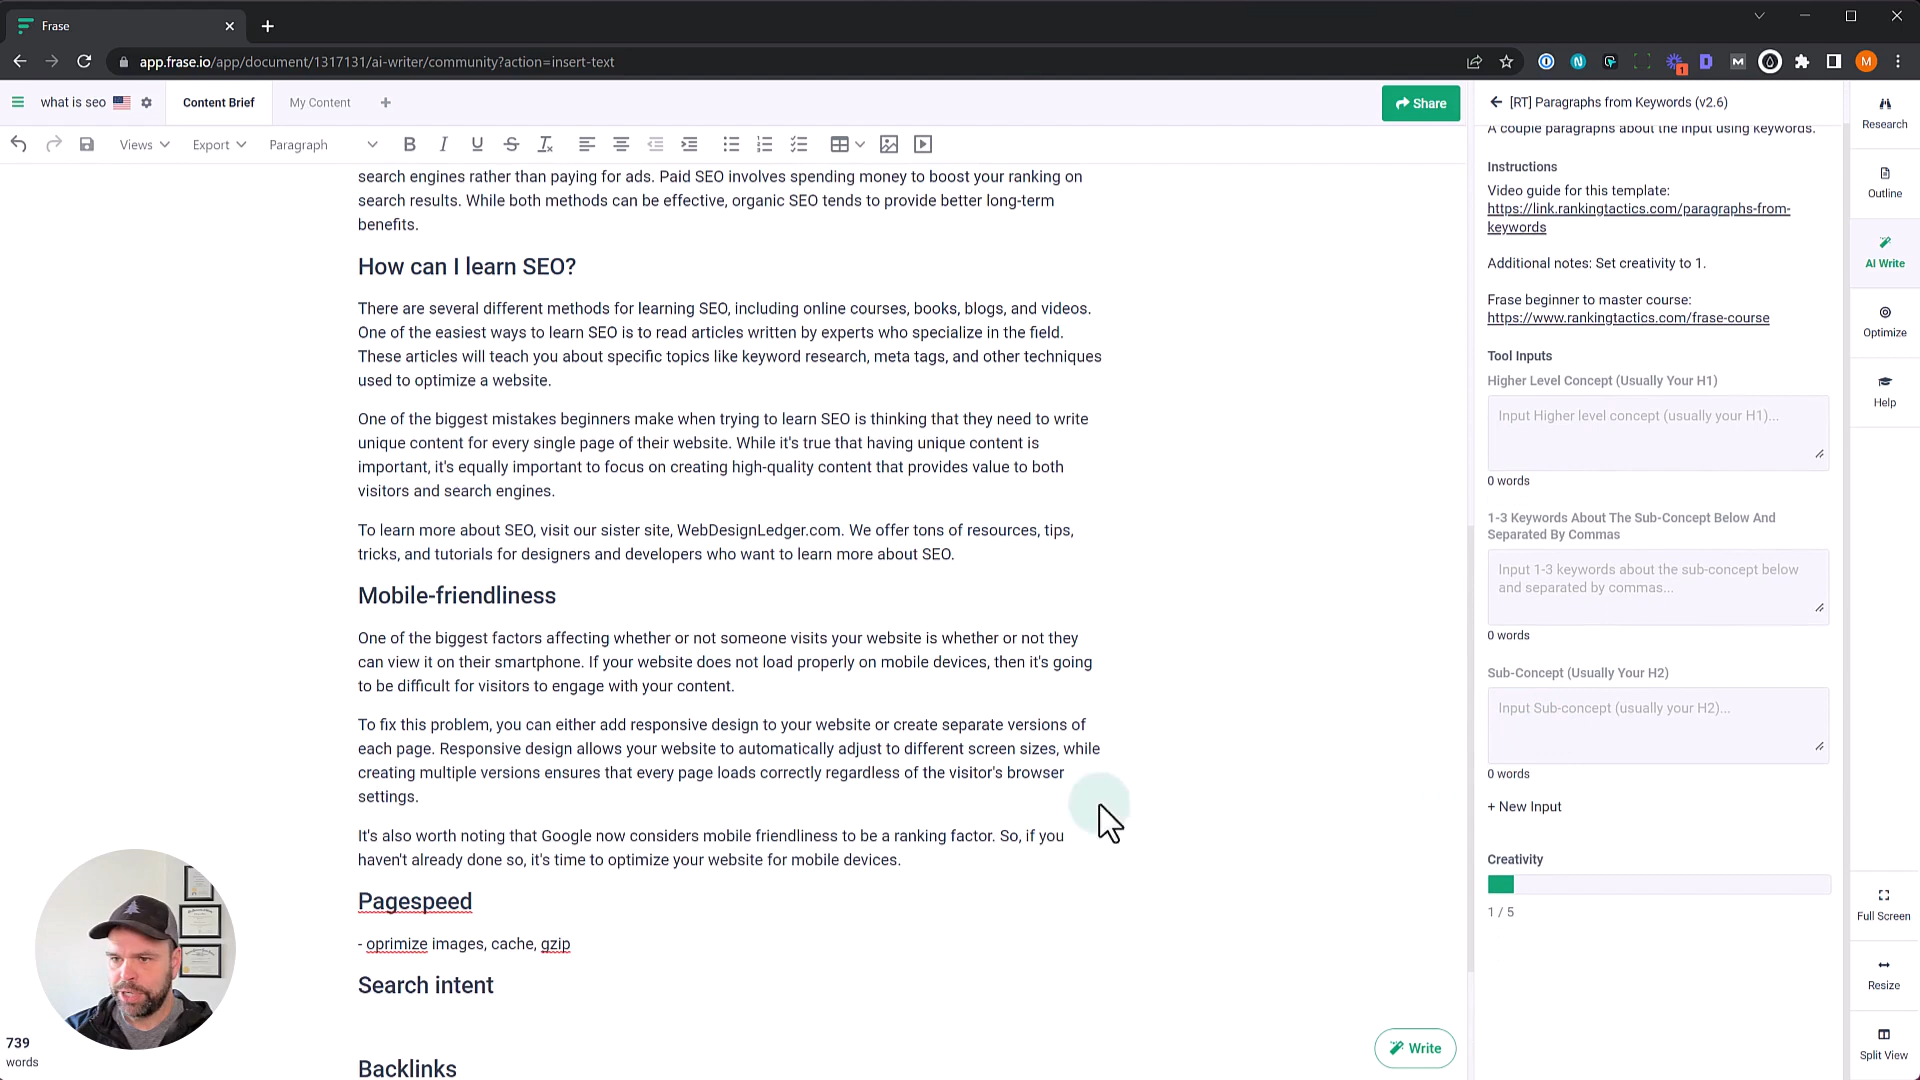 Frase
app.frase.io/app/document/1317131/ai-writer/community?action=insert-text
what is seo
Content Brief
My Content
Share
Views
Export
Paragraph
search engines rather than paying for ads. Paid SEO involves spending money to boost your ranking on
search results. While both methods can be effective, organic SEO tends to provide better long-term
benefits.
How can I learn SEO?
There are several different methods for learning SEO, including online courses, books, blogs, and videos.
One of the easiest ways to learn SEO is to read articles written by experts who specialize in the field.
These articles will teach you about specific topics like keyword research, meta tags, and other techniques
used to optimize a website.
One of the biggest mistakes beginners make when trying to learn SEO is thinking that they need to write
unique content for every single page of their website. While it's true that having unique content is
important, it's equally important to focus on creating high-quality content that provides value to both
visitors and search engines.
To learn more about SEO, visit our sister site, WebDesignLedger.com. We offer tons of resources, tips,
tricks, and tutorials for designers and developers who want to learn more about SEO.
Mobile-friendliness
One of the biggest factors affecting whether or not someone visits your website is whether or not they
can view it on their smartphone. If your website does not load properly on mobile devices, then it's going
to be difficult for visitors to engage with your content.
To fix this problem, you can either add responsive design to your website or create separate versions of
each page. Responsive design allows your website to automatically adjust to different screen sizes, while
creating multiple versions ensures that every page loads correctly regardless of the visitor's browser
settings.
It's also worth noting that Google now considers mobile friendliness to be a ranking factor. So, if you
haven't already done so, it's time to optimize your website for mobile devices.
Pagespeed
- oprimize images, cache, gzip
Search intent
Backlinks
739
words
Write
[RT] Paragraphs from Keywords (v2.6)
A couple paragraphs about the input using keywords.
Instructions
Video guide for this template:
https://link.rankingtactics.com/paragraphs-from-
keywords
Additional notes: Set creativity to 1.
Frase beginner to master course:
https://www.rankingtactics.com/frase-course
Tool Inputs
Higher Level Concept (Usually Your H1)
Input Higher level concept (usually your H1)...
0 words
1-3 Keywords About The Sub-Concept Below And
Separated By Commas
Input 1-3 keywords about the sub-concept below
and separated by commas...
0 words
Sub-Concept (Usually Your H2)
Input Sub-concept (usually your H2)...
0 words
+ New Input
Creativity
1 / 5
Research
Outline
AI Write
Optimize
Help
Full Screen
Resize
Split View